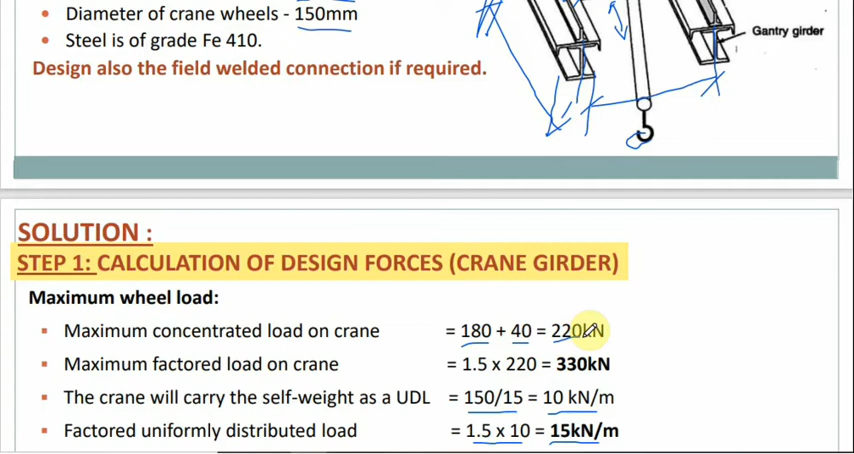 Diameter of crane wheels - 150mm
Steel is of grade Fe 410.
Design also the field welded connection if required.
Gantry girder
SOLUTION :
STEP 1: CALCULATION OF DESIGN FORCES (CRANE GIRDER)
Maximum wheel load:
Maximum concentrated load on crane = 180 + 40 = 220kN
Maximum factored load on crane = 1.5 x 220 = 330kN
The crane will carry the self-weight as a UDL = 150/15 = 10 kN/m
Factored uniformly distributed load = 1.5 x 10 = 15kN/m